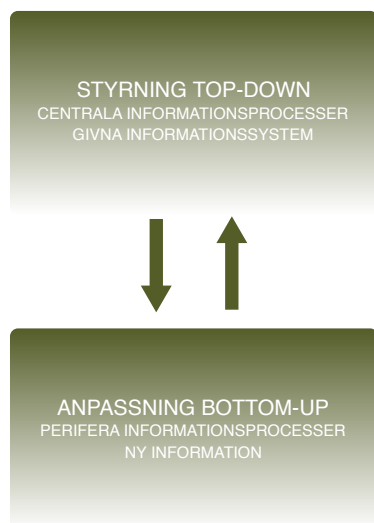 STYRNING TOP-DOWN
CENTRALA INFORMATIONSPROCESSER
GIVNA INFORMATIONSSYSTEM
ANPASSNING BOTTOM-UP
PERIFERA INFORMATIONSPROCESSER
NY INFORMATION